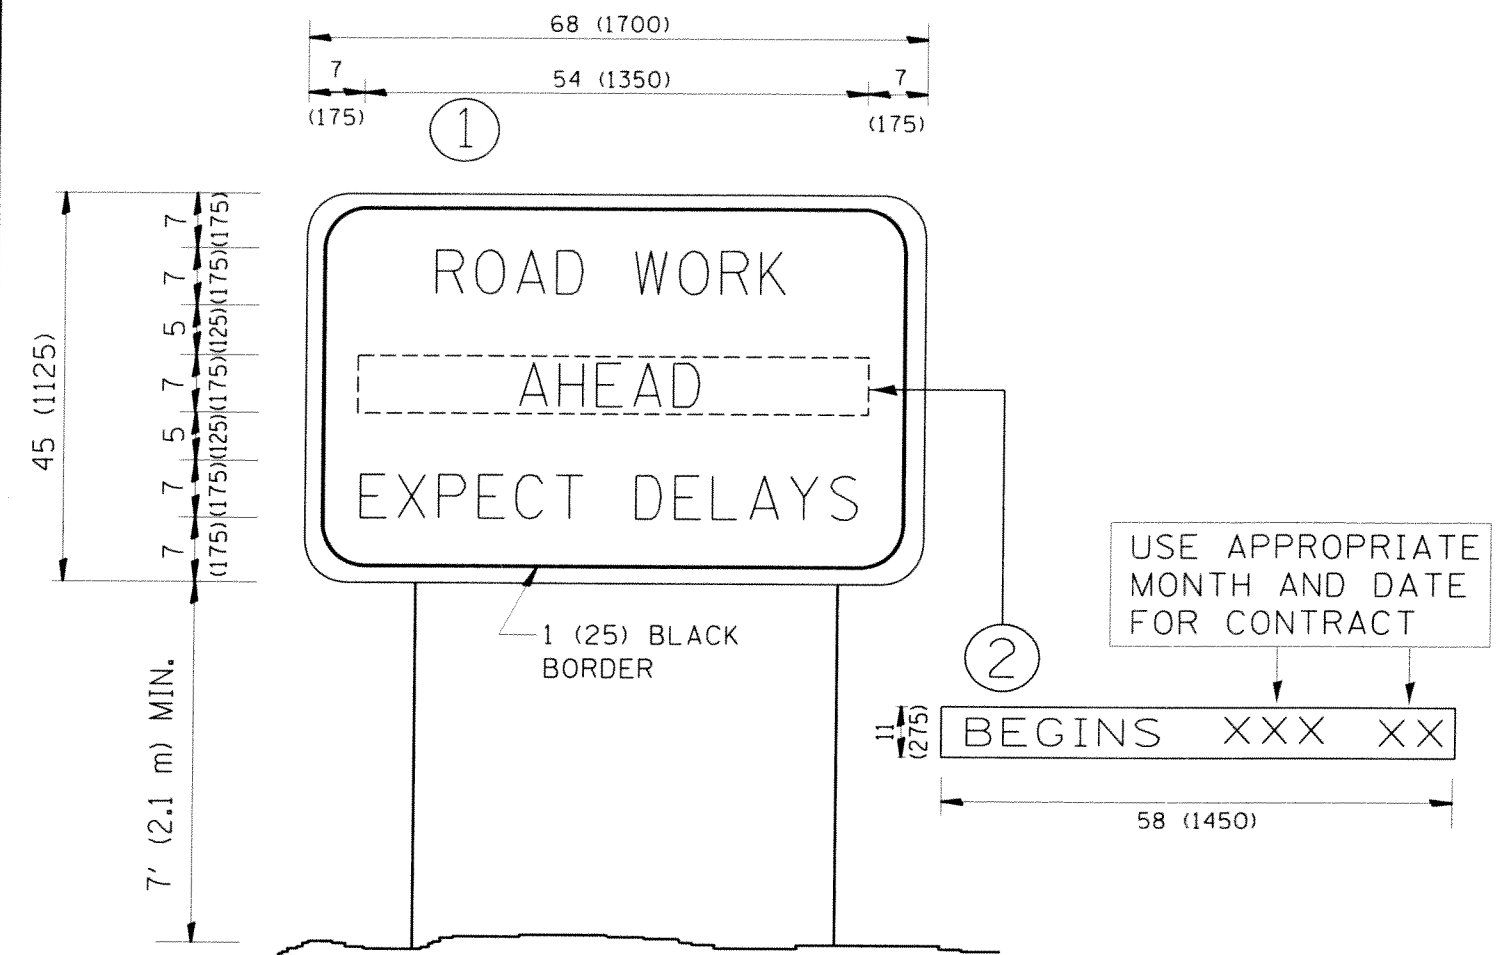 68 (1700)
7
54 (1350)
7
(175)
(175)
1
45 (1125)
7
(175)
7
(175)
5
(125)
7
(175)
5
(125)
7
(175)
7
(175)
ROAD WORK
AHEAD
EXPECT DELAYS
1 (25) BLACK
BORDER
7' (2.1 m) MIN.
USE APPROPRIATE
MONTH AND DATE
FOR CONTRACT
2
11
(275)
BEGINS XXX XX
58 (1450)